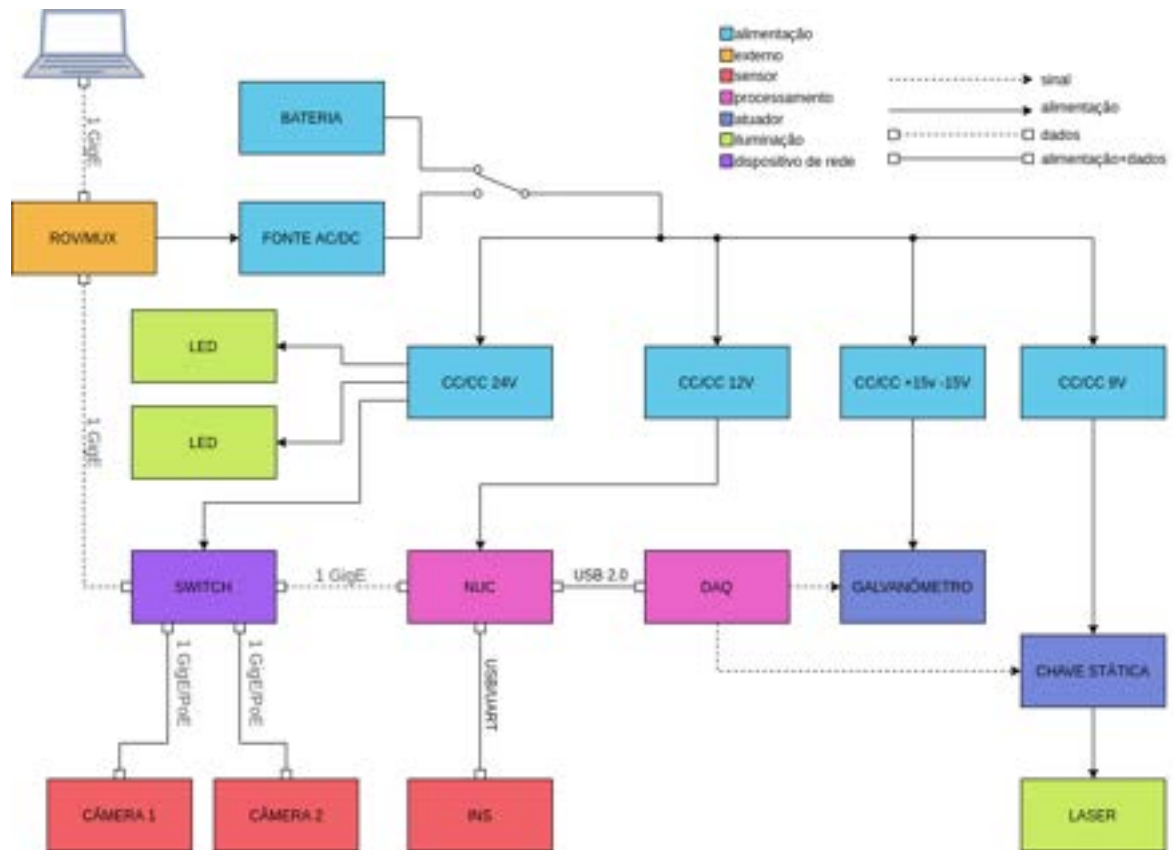 alimentação
externo
sensor
processamento
atuador
iluminação
dispositivo de rede
sinal
alimentação
dados
alimentação+dados
1 GigE
BATERIA
ROV/MUX
FONTE AC/DC
LED
CC/CC 24V
CC/CC 12V
CC/CC +15v -15V
CC/CC 9V
LED
1 GigE
SWITCH
1 GigE
NUC
USB 2.0
DAQ
GALVANÔMETRO
1 GigE/PoE
1 GigE/PoE
USB/UART
CHAVE STÁTICA
CÂMERA 1
CÂMERA 2
INS
LASER